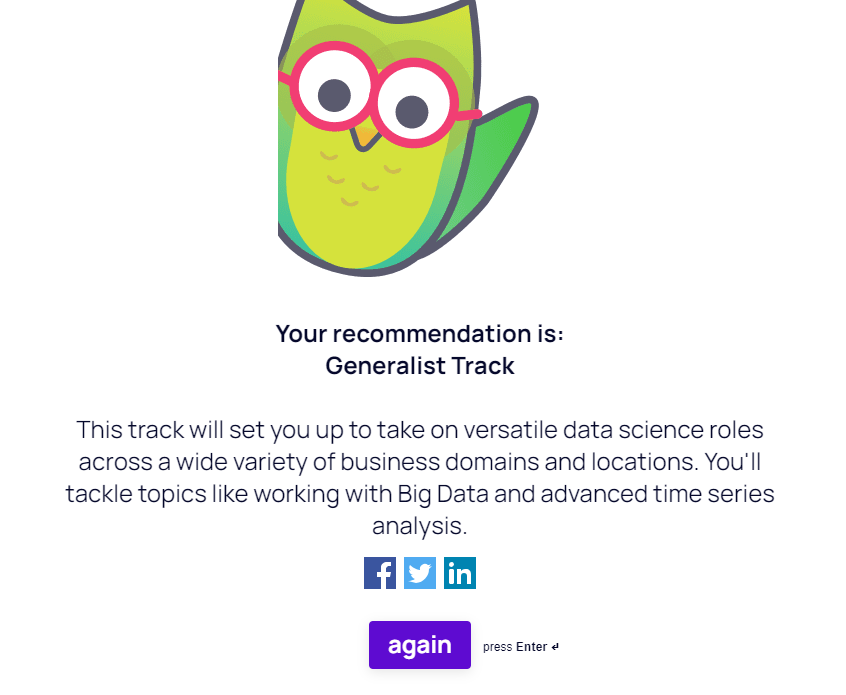 Your recommendation is:
Generalist Track
This track will set you up to take on versatile data science roles
across a wide variety of business domains and locations. You'll
tackle topics like working with Big Data and advanced time series
analysis.
f in
again press Enter ↵